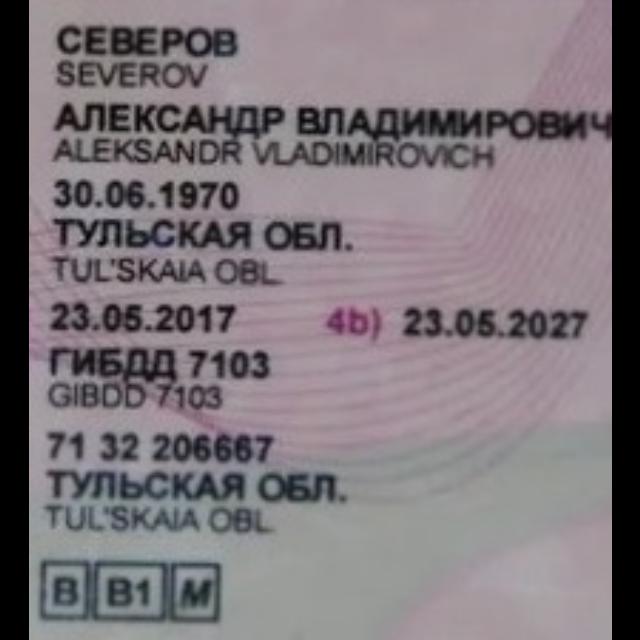 СЕВЕРОВ
SEVEROV
АЛЕКСАНДР ВЛАДИМИРОВИЧ
ALEKSANDR VLADIMIROVICH
30.06.1970
ТУЛЬСКАЯ ОБЛ.
TUL'SKAIA OBL
23.05.2017 4b) 23.05.2027
ГИБДД 7103
GIBDD 7103
71 32 206667
ТУЛЬСКАЯ ОБЛ.
TUL'SKAIA OBL
B B1 M